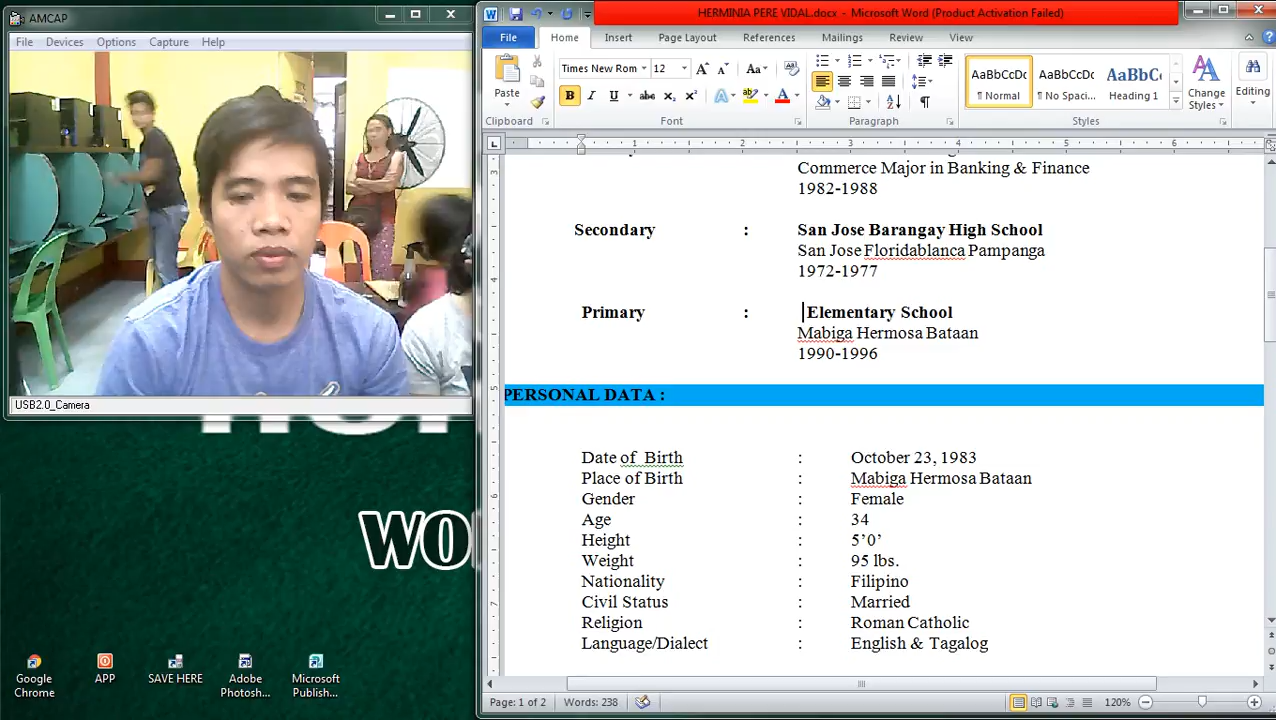 AMCAP
File Devices Options Capture Help
USB2.0_Camera
WO
Google Chrome
APP
SAVE HERE
Adobe Photosh...
Microsoft Publish...
HERMINIA PERE VIDAL.docx - Microsoft Word (Product Activation Failed)
File Home Insert Page Layout References Mailings Review View
Paste
Clipboard
Times New Rom 12
Font
Paragraph
AaBbCcDc AaBbCcDc AaBbCc
¶ Normal ¶ No Spaci... Heading 1
Styles
Change Styles
Editing
Commerce Major in Banking & Finance
1982-1988
Secondary : San Jose Barangay High School
San Jose Floridablanca Pampanga
1972-1977
Primary : Elementary School
Mabiga Hermosa Bataan
1990-1996
PERSONAL DATA :
Date of Birth : October 23, 1983
Place of Birth : Mabiga Hermosa Bataan
Gender : Female
Age : 34
Height : 5’0’
Weight : 95 lbs.
Nationality : Filipino
Civil Status : Married
Religion : Roman Catholic
Language/Dialect : English & Tagalog
Page: 1 of 2 Words: 238 120%